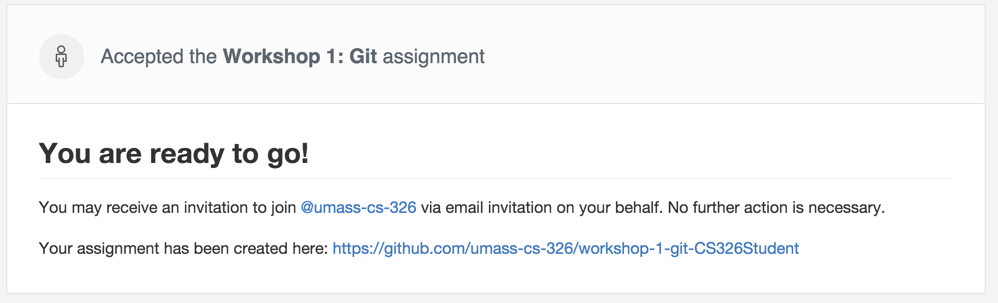 Accepted the Workshop 1: Git assignment
You are ready to go!
You may receive an invitation to join @umass-cs-326 via email invitation on your behalf. No further action is necessary.
Your assignment has been created here: https://github.com/umass-cs-326/workshop-1-git-CS326Student